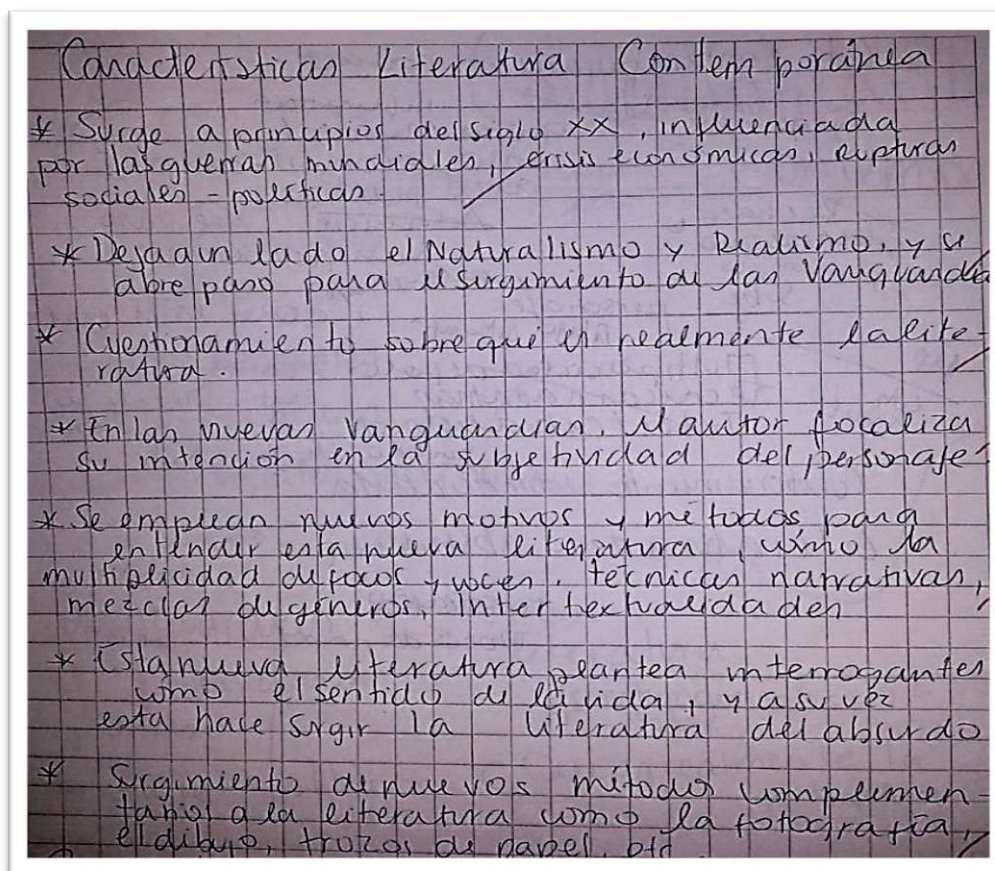 Características Literatura Contemporánea
* Surge a principios del siglo XX, influenciada
por las guerras mundiales, crisis económicas, rupturas
sociales - políticas.
* Deja a un lado el Naturalismo y Realismo, y se
abre paso para el surgimiento de las Vanguardia
* Cuestionamiento sobre qué es realmente la lite-
ratura.
* En las nuevas vanguardias, el autor focaliza
su intención en la subjetividad del personaje
* Se emplean nuevos motivos y métodos para
entender esta nueva literatura, como la
multiplicidad de focos y voces, técnicas narrativas,
mezclas de géneros, intertextualidades
* Esta nueva literatura plantea interrogantes
como el sentido de la vida, y a su vez
esta hace surgir la literatura del absurdo
* Surgimiento de nuevos métodos complemen-
tarios a la literatura como la fotografía,
el dibujo, trozos de papel,